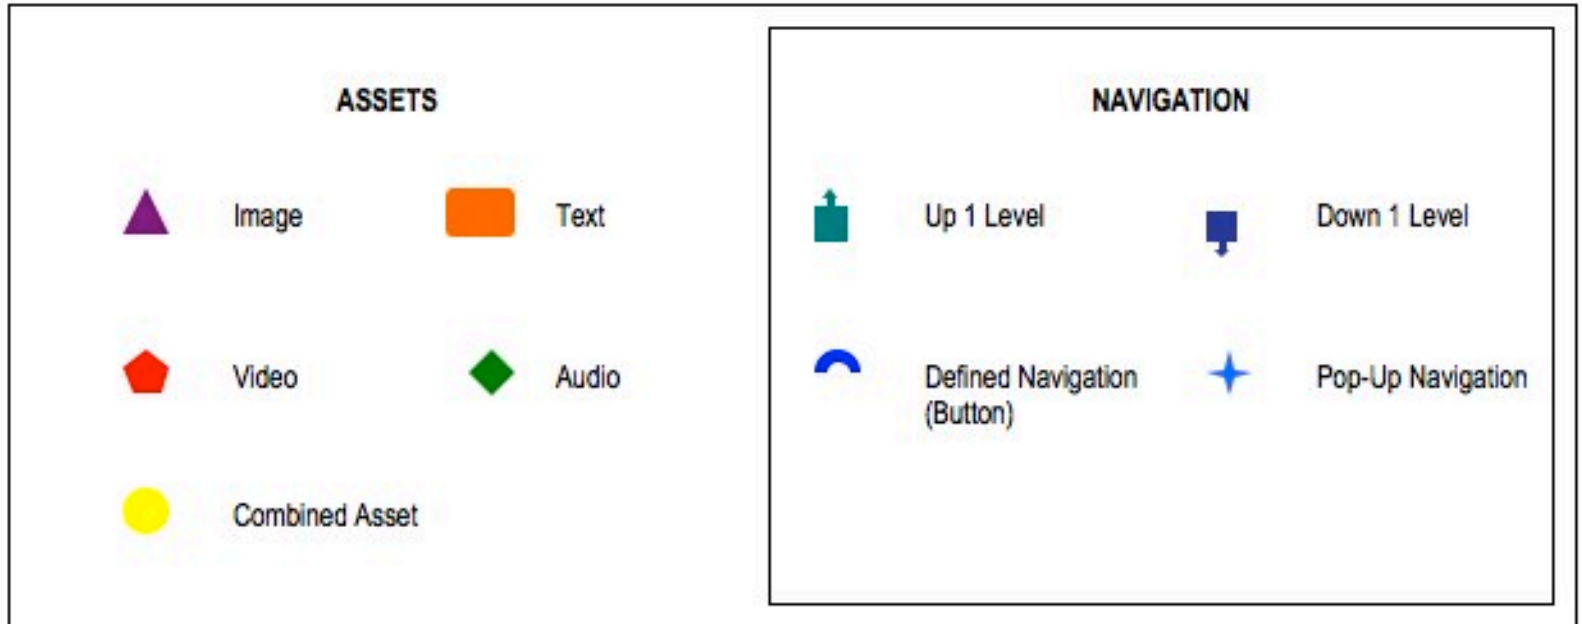 ASSETS
Image
Text
Video
Audio
Combined Asset
NAVIGATION
Up 1 Level
Down 1 Level
Defined Navigation
(Button)
Pop-Up Navigation